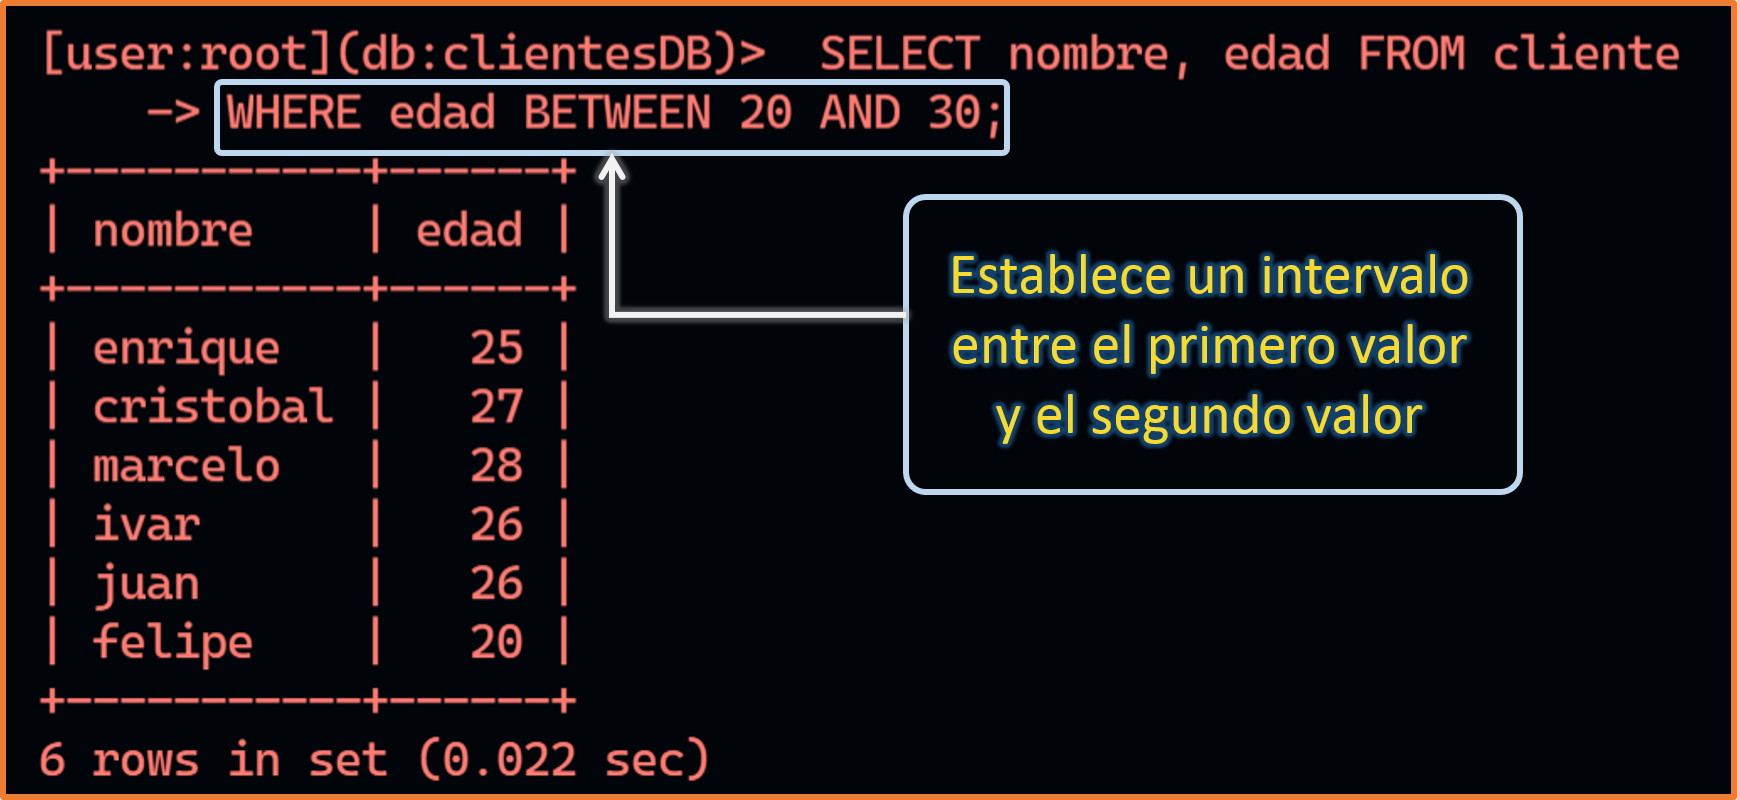 [user:root](db:clientesDB)>  SELECT nombre, edad FROM cliente
    -> WHERE edad BETWEEN 20 AND 30;
+-----------+------+
| nombre    | edad |
+-----------+------+
| enrique   |   25 |
| cristobal |   27 |
| marcelo   |   28 |
| ivar      |   26 |
| juan      |   26 |
| felipe    |   20 |
+-----------+------+
6 rows in set (0.022 sec)
Establece un intervalo
entre el primero valor
y el segundo valor